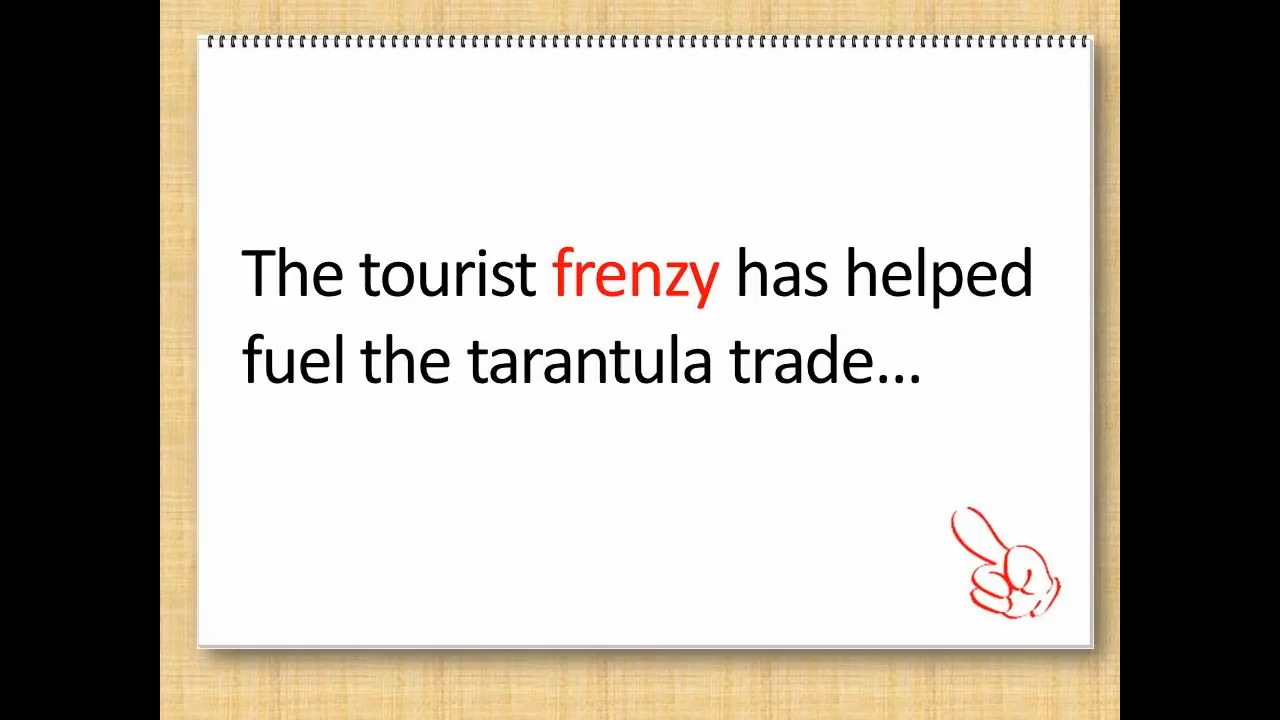 The tourist frenzy has helped
fuel the tarantula trade...